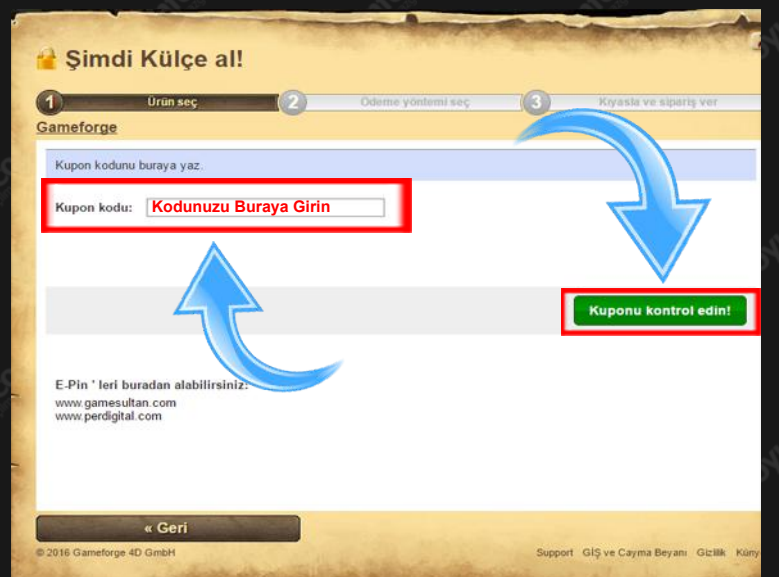 Şimdi Külçe al!
1 Ürün seç 2 Ödeme yöntemi seç 3 Kıyasla ve sipariş ver
Gameforge
Kupon kodunu buraya yaz.
Kupon kodu: Kodunuzu Buraya Girin
Kuponu kontrol edin!
E-Pin ' leri buradan alabilirsiniz:
www.gamesultan.com
www.perdigital.com
« Geri
© 2016 Gameforge 4D GmbH Support GİŞ ve Cayma Beyanı Gizlilik